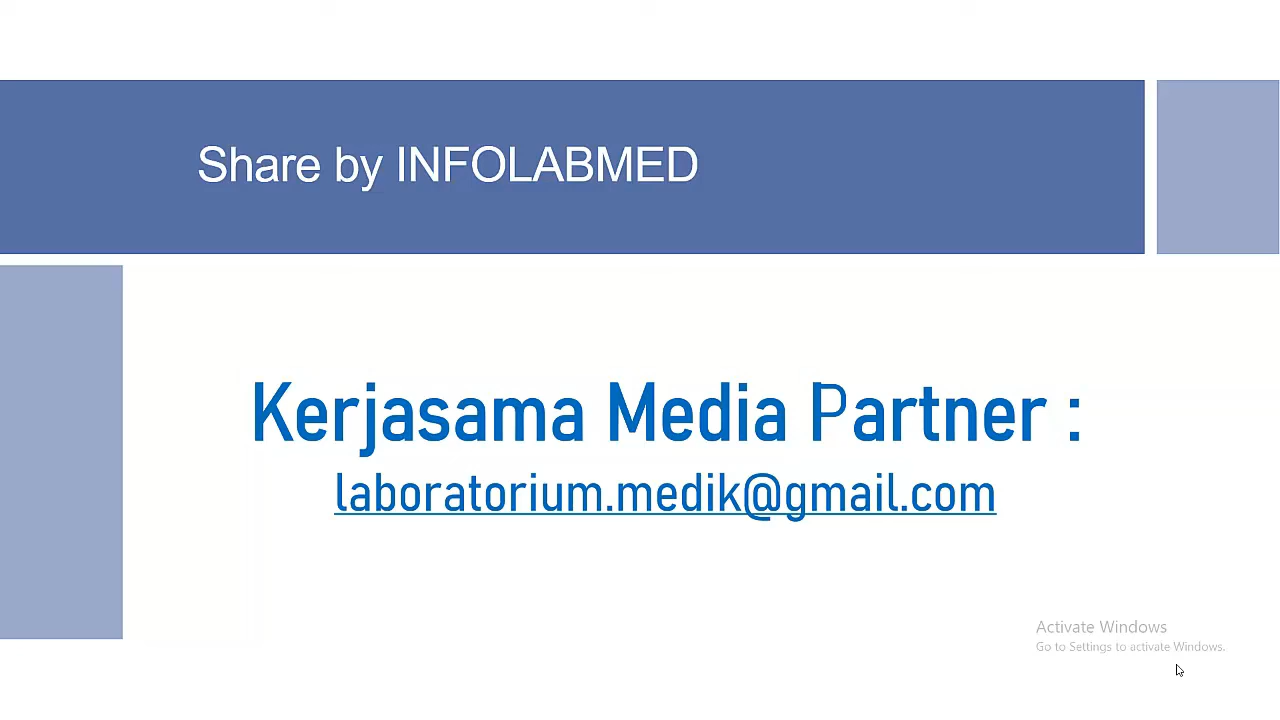 Share by INFOLABMED
Kerjasama Media Partner :
laboratorium.medik@gmail.com
Activate Windows
Go to Settings to activate Windows.